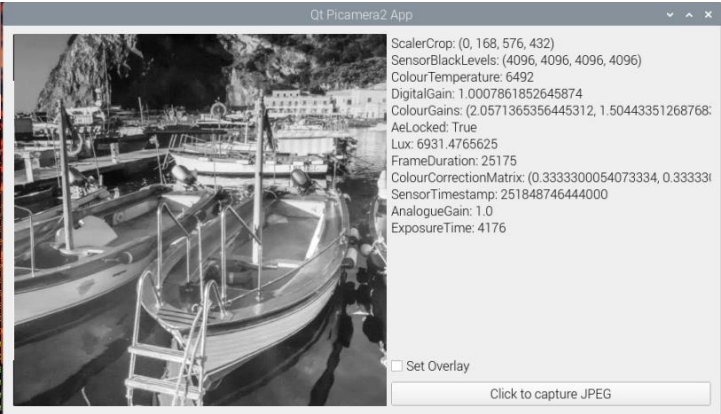 Qt Picamera2 App
ScalerCrop: (0, 168, 576, 432)
SensorBlackLevels: (4096, 4096, 4096, 4096)
ColourTemperature: 6492
DigitalGain: 1.0007861852645874
ColourGains: (2.0571365356445312, 1.5044335126876831
AeLocked: True
Lux: 6931.4765625
FrameDuration: 25175
ColourCorrectionMatrix: (0.3333300054073334, 0.33333(
SensorTimestamp: 251848746444000
AnalogueGain: 1.0
ExposureTime: 4176
Set Overlay
Click to capture JPEG